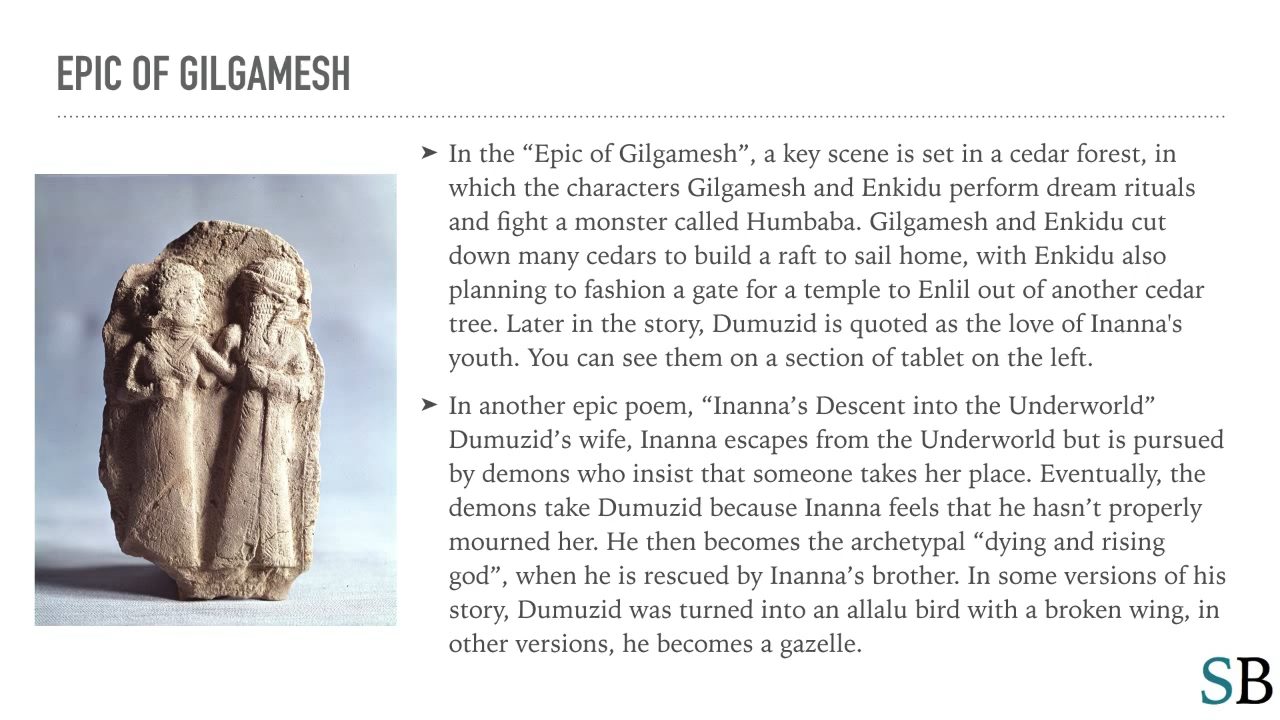 EPIC OF GILGAMESH
➤ In the “Epic of Gilgamesh”, a key scene is set in a cedar forest, in
which the characters Gilgamesh and Enkidu perform dream rituals
and fight a monster called Humbaba. Gilgamesh and Enkidu cut
down many cedars to build a raft to sail home, with Enkidu also
planning to fashion a gate for a temple to Enlil out of another cedar
tree. Later in the story, Dumuzid is quoted as the love of Inanna's
youth. You can see them on a section of tablet on the left.
➤ In another epic poem, “Inanna’s Descent into the Underworld”
Dumuzid’s wife, Inanna escapes from the Underworld but is pursued
by demons who insist that someone takes her place. Eventually, the
demons take Dumuzid because Inanna feels that he hasn’t properly
mourned her. He then becomes the archetypal “dying and rising
god”, when he is rescued by Inanna’s brother. In some versions of his
story, Dumuzid was turned into an allalu bird with a broken wing, in
other versions, he becomes a gazelle.
SB